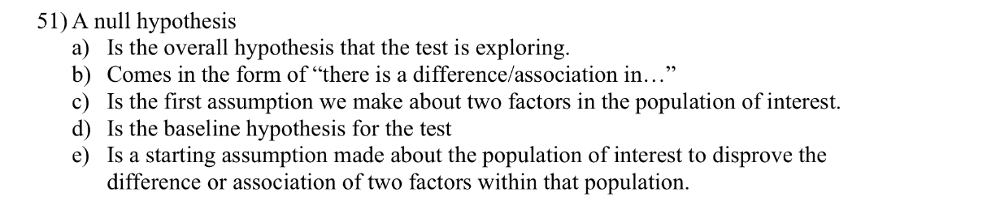 51) A null hypothesis
a) Is the overall hypothesis that the test is exploring.
b) Comes in the form of “there is a difference/association in…”
c) Is the first assumption we make about two factors in the population of interest.
d) Is the baseline hypothesis for the test
e) Is a starting assumption made about the population of interest to disprove the
difference or association of two factors within that population.